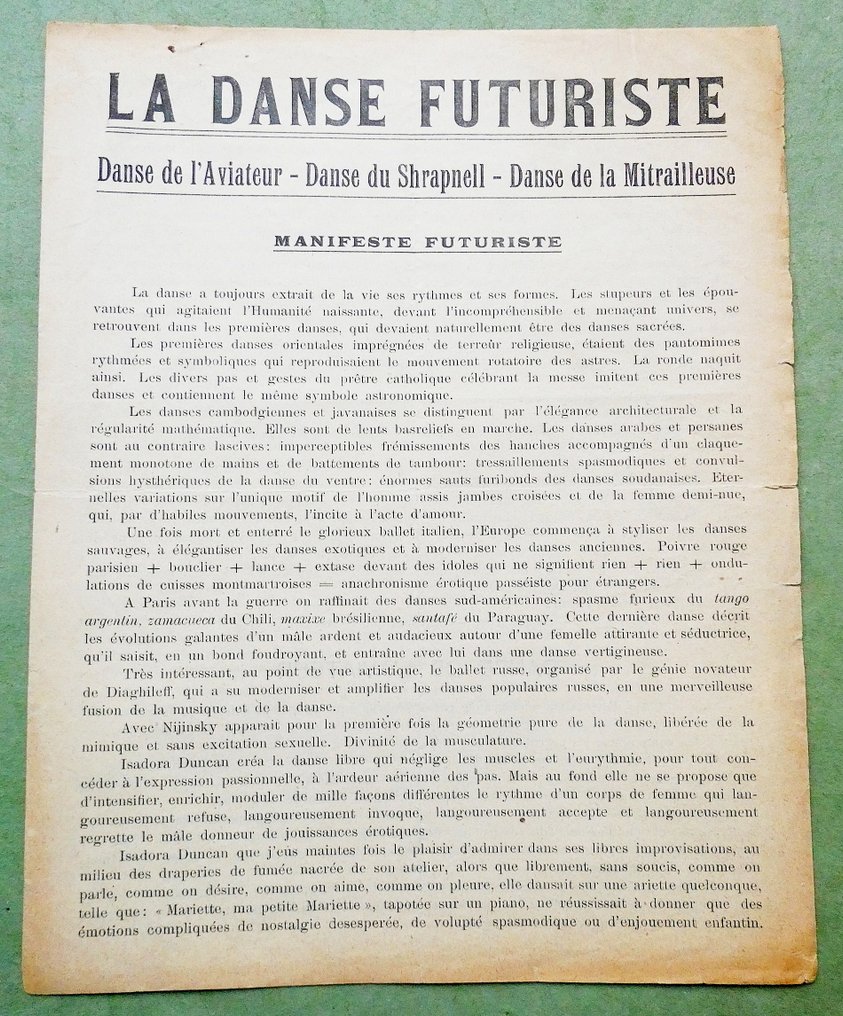 LA DANSE FUTURISTE
Danse de l'Aviateur - Danse du Shrapnell - Danse de la Mitrailleuse
MANIFESTE FUTURISTE
La danse a toujours extrait de la vie ses rythmes et ses formes. Les stupeurs et les épou-
vantes qui agitaient l'Humanité naissante, devant l'incompréhensible et menaçant univers, se
retrouvent dans les premières danses, qui devaient naturellement être des danses sacrées.
Les premières danses orientales imprégnées de terreûr religieuse, étaient des pantomimes
rythmées et symboliques qui reproduisaient le mouvement rotatoire des astres. La ronde naquit
ainsi. Les divers pas et gestes du prêtre catholique célébrant la messe imitent ces premières
danses et contiennent le même symbole astronomique.
Les danses cambodgiennes et javanaises se distinguent par l'élégance architecturale et la
régularité mathématique. Elles sont de lents basreliefs en marche. Les danses arabes et persanes
sont au contraire lascives: imperceptibles frémissements des hanches accompagnés d'un claque-
ment monotone de mains et de battements de tambour: tressaillements spasmodiques et convul-
sions hysthériques de la danse du ventre: énormes sauts furibonds des danses soudanaises. Eter-
nelles variations sur l'unique motif de l'homme assis jambes croisées et de la femme demi-nue,
qui, par d'habiles mouvements, l'incite à l'acte d'amour.
Une fois mort et enterré le glorieux ballet italien, l'Europe commença à styliser les danses
sauvages, à élégantiser les danses exotiques et à moderniser les danses anciennes. Poivre rouge
parisien + bouclier + lance + extase devant des idoles qui ne signifient rien + rien + ondu-
lations de cuisses montmartroises = anachronisme érotique passéiste pour étrangers.
A Paris avant la guerre on raffinait des danses sud-américaines: spasme furieux du tango
argentin, zamacueca du Chili, maxixe brésilienne, santafé du Paraguay. Cette dernière danse décrit
les évolutions galantes d'un mâle ardent et audacieux autour d'une femelle attirante et séductrice,
qu'il saisit, en un bond foudroyant, et entraîne avec lui dans une danse vertigineuse.
Très intéressant, au point de vue artistique, le ballet russe, organisé par le génie novateur
de Diaghileff, qui a su moderniser et amplifier les danses populaires russes, en une merveilleuse
fusion de la musique et de la danse.
Avec Nijinsky apparait pour la première fois la géometrie pure de la danse, libérée de la
mimique et sans excitation sexuelle. Divinité de la musculature.
Isadora Duncan créa la danse libre qui néglige les muscles et l'eurythmie, pour tout con-
céder à l'expression passionnelle, à l'ardeur aérienne des pas. Mais au fond elle ne se propose que
d'intensifier, enrichir, moduler de mille façons différentes le rythme d'un corps de femme qui lan-
goureusement refuse, langoureusement invoque, langoureusement accepte et langoureusement
regrette le mâle donneur de jouissances érotiques.
Isadora Duncan que j'eus maintes fois le plaisir d'admirer dans ses libres improvisations, au
milieu des draperies de fumée nacrée de son atelier, alors que librement, sans soucis, comme on
parle, comme on désire, comme on aime, comme on pleure, elle dansait sur une ariette quelconque,
telle que: « Mariette, ma petite Mariette », tapotée sur un piano, ne réussissait à donner que des
émotions compliquées de nostalgie desesperée, de volupté spasmodique ou d'enjouement enfantin.